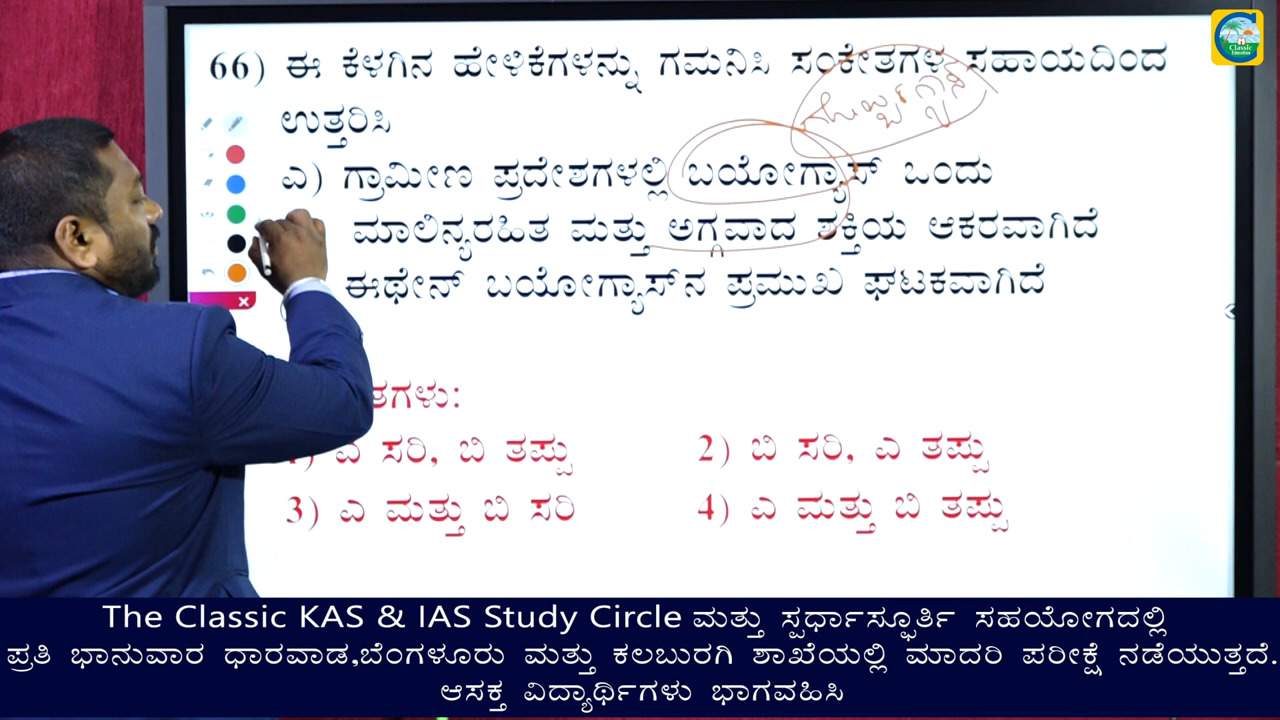 66) ಈ ಕೆಳಗಿನ ಹೇಳಿಕೆಗಳನ್ನು ಗಮನಿಸಿ ಸಂಕೇತಗಳ ಸಹಾಯದಿಂದ
ಉತ್ತರಿಸಿ
ಎ) ಗ್ರಾಮೀಣ ಪ್ರದೇಶಗಳಲ್ಲಿ ಬಯೋಗ್ಯಾಸ್ ಒಂದು
ಮಾಲಿನ್ಯರಹಿತ ಮತ್ತು ಅಗ್ಗವಾದ ಶಕ್ತಿಯ ಆಕರವಾಗಿದೆ
ಈಥೇನ್ ಬಯೋಗ್ಯಾಸ್‌ನ ಪ್ರಮುಖ ಘಟಕವಾಗಿದೆ
ತಗಳು:
1) ಎ ಸರಿ, ಬಿ ತಪ್ಪು 2) ಬಿ ಸರಿ, ಎ ತಪ್ಪು
3) ಎ ಮತ್ತು ಬಿ ಸರಿ 4) ಎ ಮತ್ತು ಬಿ ತಪ್ಪು
Classic
Education
The Classic KAS & IAS Study Circle ಮತ್ತು ಸ್ಪರ್ಧಾಸ್ಫೂರ್ತಿ ಸಹಯೋಗದಲ್ಲಿ
ಪ್ರತಿ ಭಾನುವಾರ ಧಾರವಾಡ,ಬೆಂಗಳೂರು ಮತ್ತು ಕಲಬುರಗಿ ಶಾಖೆಯಲ್ಲಿ ಮಾದರಿ ಪರೀಕ್ಷೆ ನಡೆಯುತ್ತದೆ.
ಆಸಕ್ತ ವಿದ್ಯಾರ್ಥಿಗಳು ಭಾಗವಹಿಸಿ